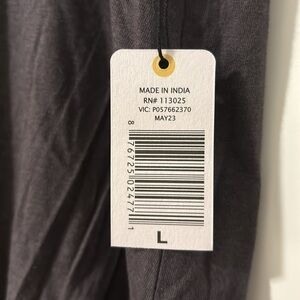 MADE IN INDIA
RN# 113025
VIC: P057662370
MAY23
8 76725 02477 1
L